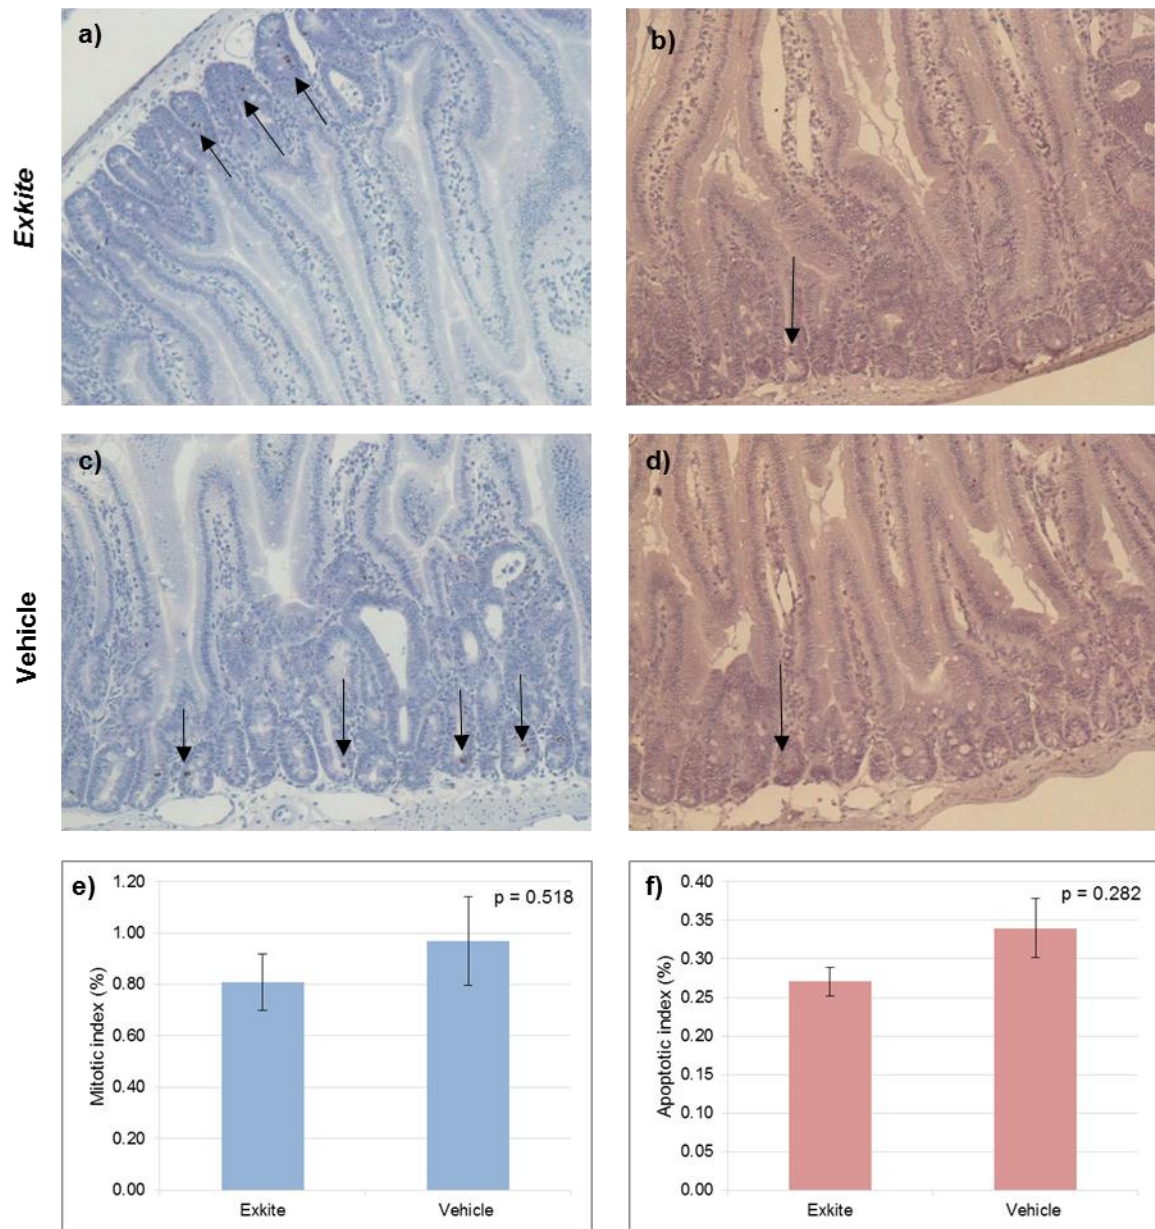 a)
b)
Exkite
c)
d)
Vehicle
e)
p = 0.518
1.20
1.00
0.80
0.60
0.40
0.20
0.00
Mitotic index (%)
Exkite
Vehicle
f)
p = 0.282
0.40
0.35
0.30
0.25
0.20
0.15
0.10
0.05
0.00
Apoptotic index (%)
Exkite
Vehicle